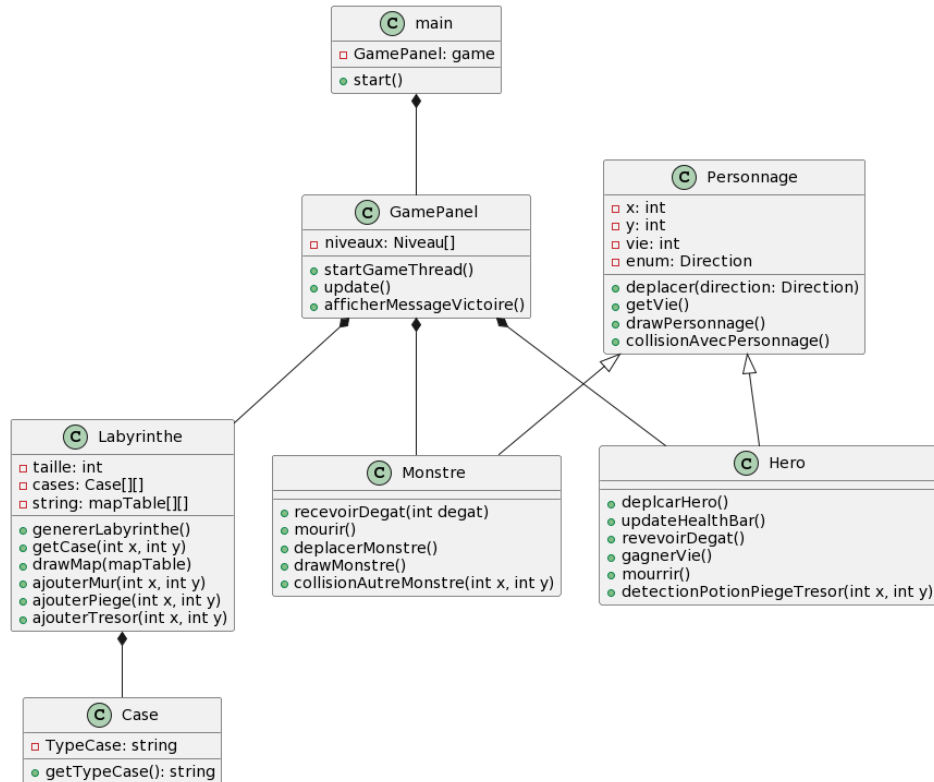 C main
GamePanel: game
start()
C GamePanel
niveaux: Niveau[]
startGameThread()
update()
afficherMessageVictoire()
C Personnage
x: int
y: int
vie: int
enum: Direction
deplacer(direction: Direction)
getVie()
drawPersonnage()
collisionAvecPersonnage()
C Labyrinthe
taille: int
cases: Case[][]
string: mapTable[][]
genererLabyrinthe()
getCase(int x, int y)
drawMap(mapTable)
ajouterMur(int x, int y)
ajouterPiege(int x, int y)
ajouterTresor(int x, int y)
C Monstre
recevoirDegat(int degat)
mourir()
deplacerMonstre()
drawMonstre()
collisionAutreMonstre(int x, int y)
C Hero
deplcarHero()
updateHealthBar()
revevoirDegat()
gagnerVie()
mourrir()
detectionPotionPiegeTresor(int x, int y)
C Case
TypeCase: string
getTypeCase(): string